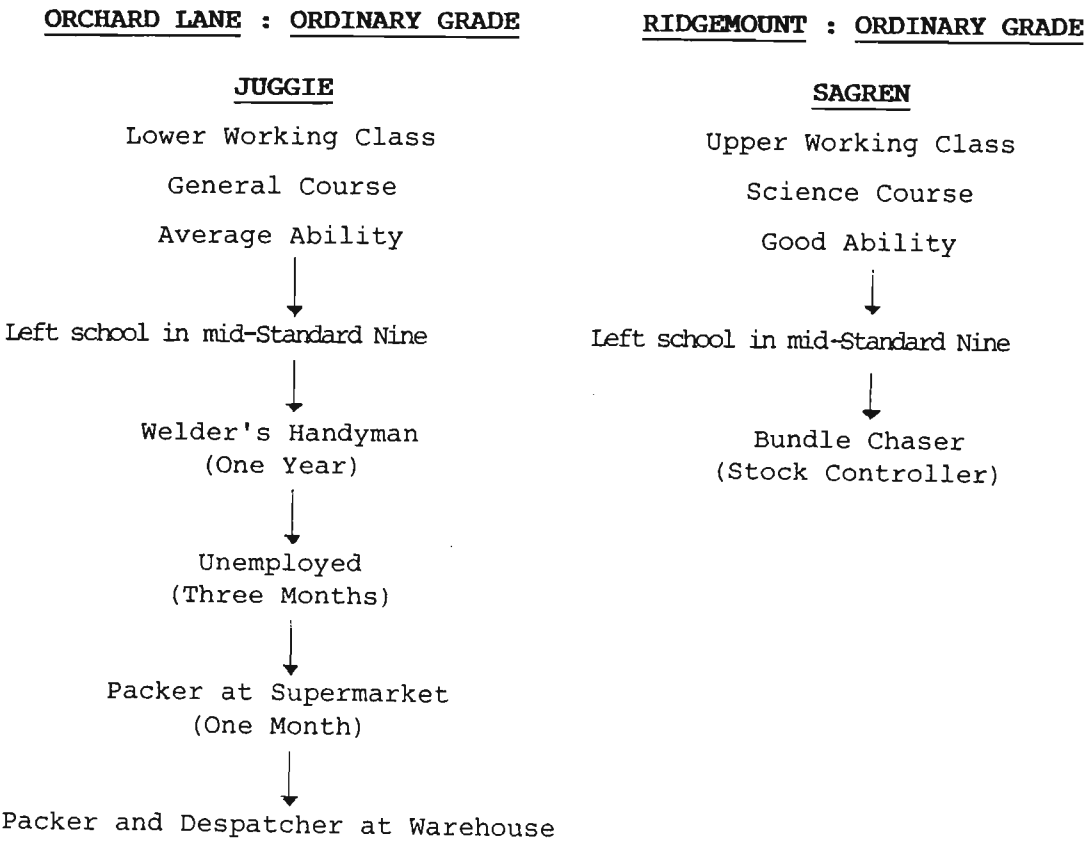 ORCHARD LANE : ORDINARY GRADE
JUGGIE
Lower Working Class
General Course
Average Ability
Left school in mid-Standard Nine
Welder's Handyman
(One Year)
Unemployed
(Three Months)
Packer at Supermarket
(One Month)
Packer and Despatcher at Warehouse
RIDGEMOUNT : ORDINARY GRADE
SAGREN
Upper Working Class
Science Course
Good Ability
Left school in mid-Standard Nine
Bundle Chaser
(Stock Controller)